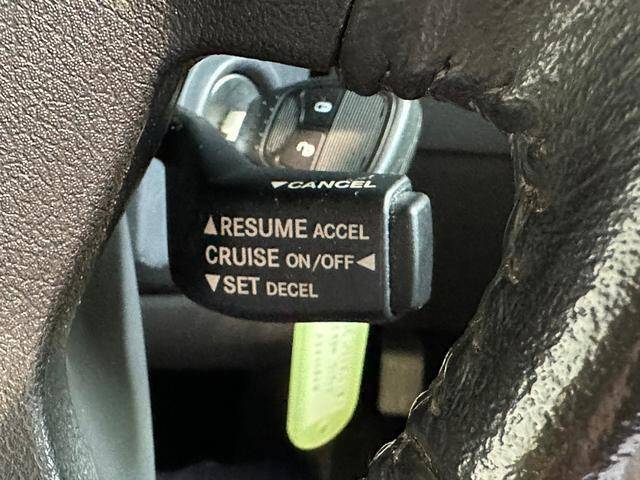 ▼CANCEL
▲RESUME ACCEL
CRUISE ON/OFF◀
▼SET DECEL